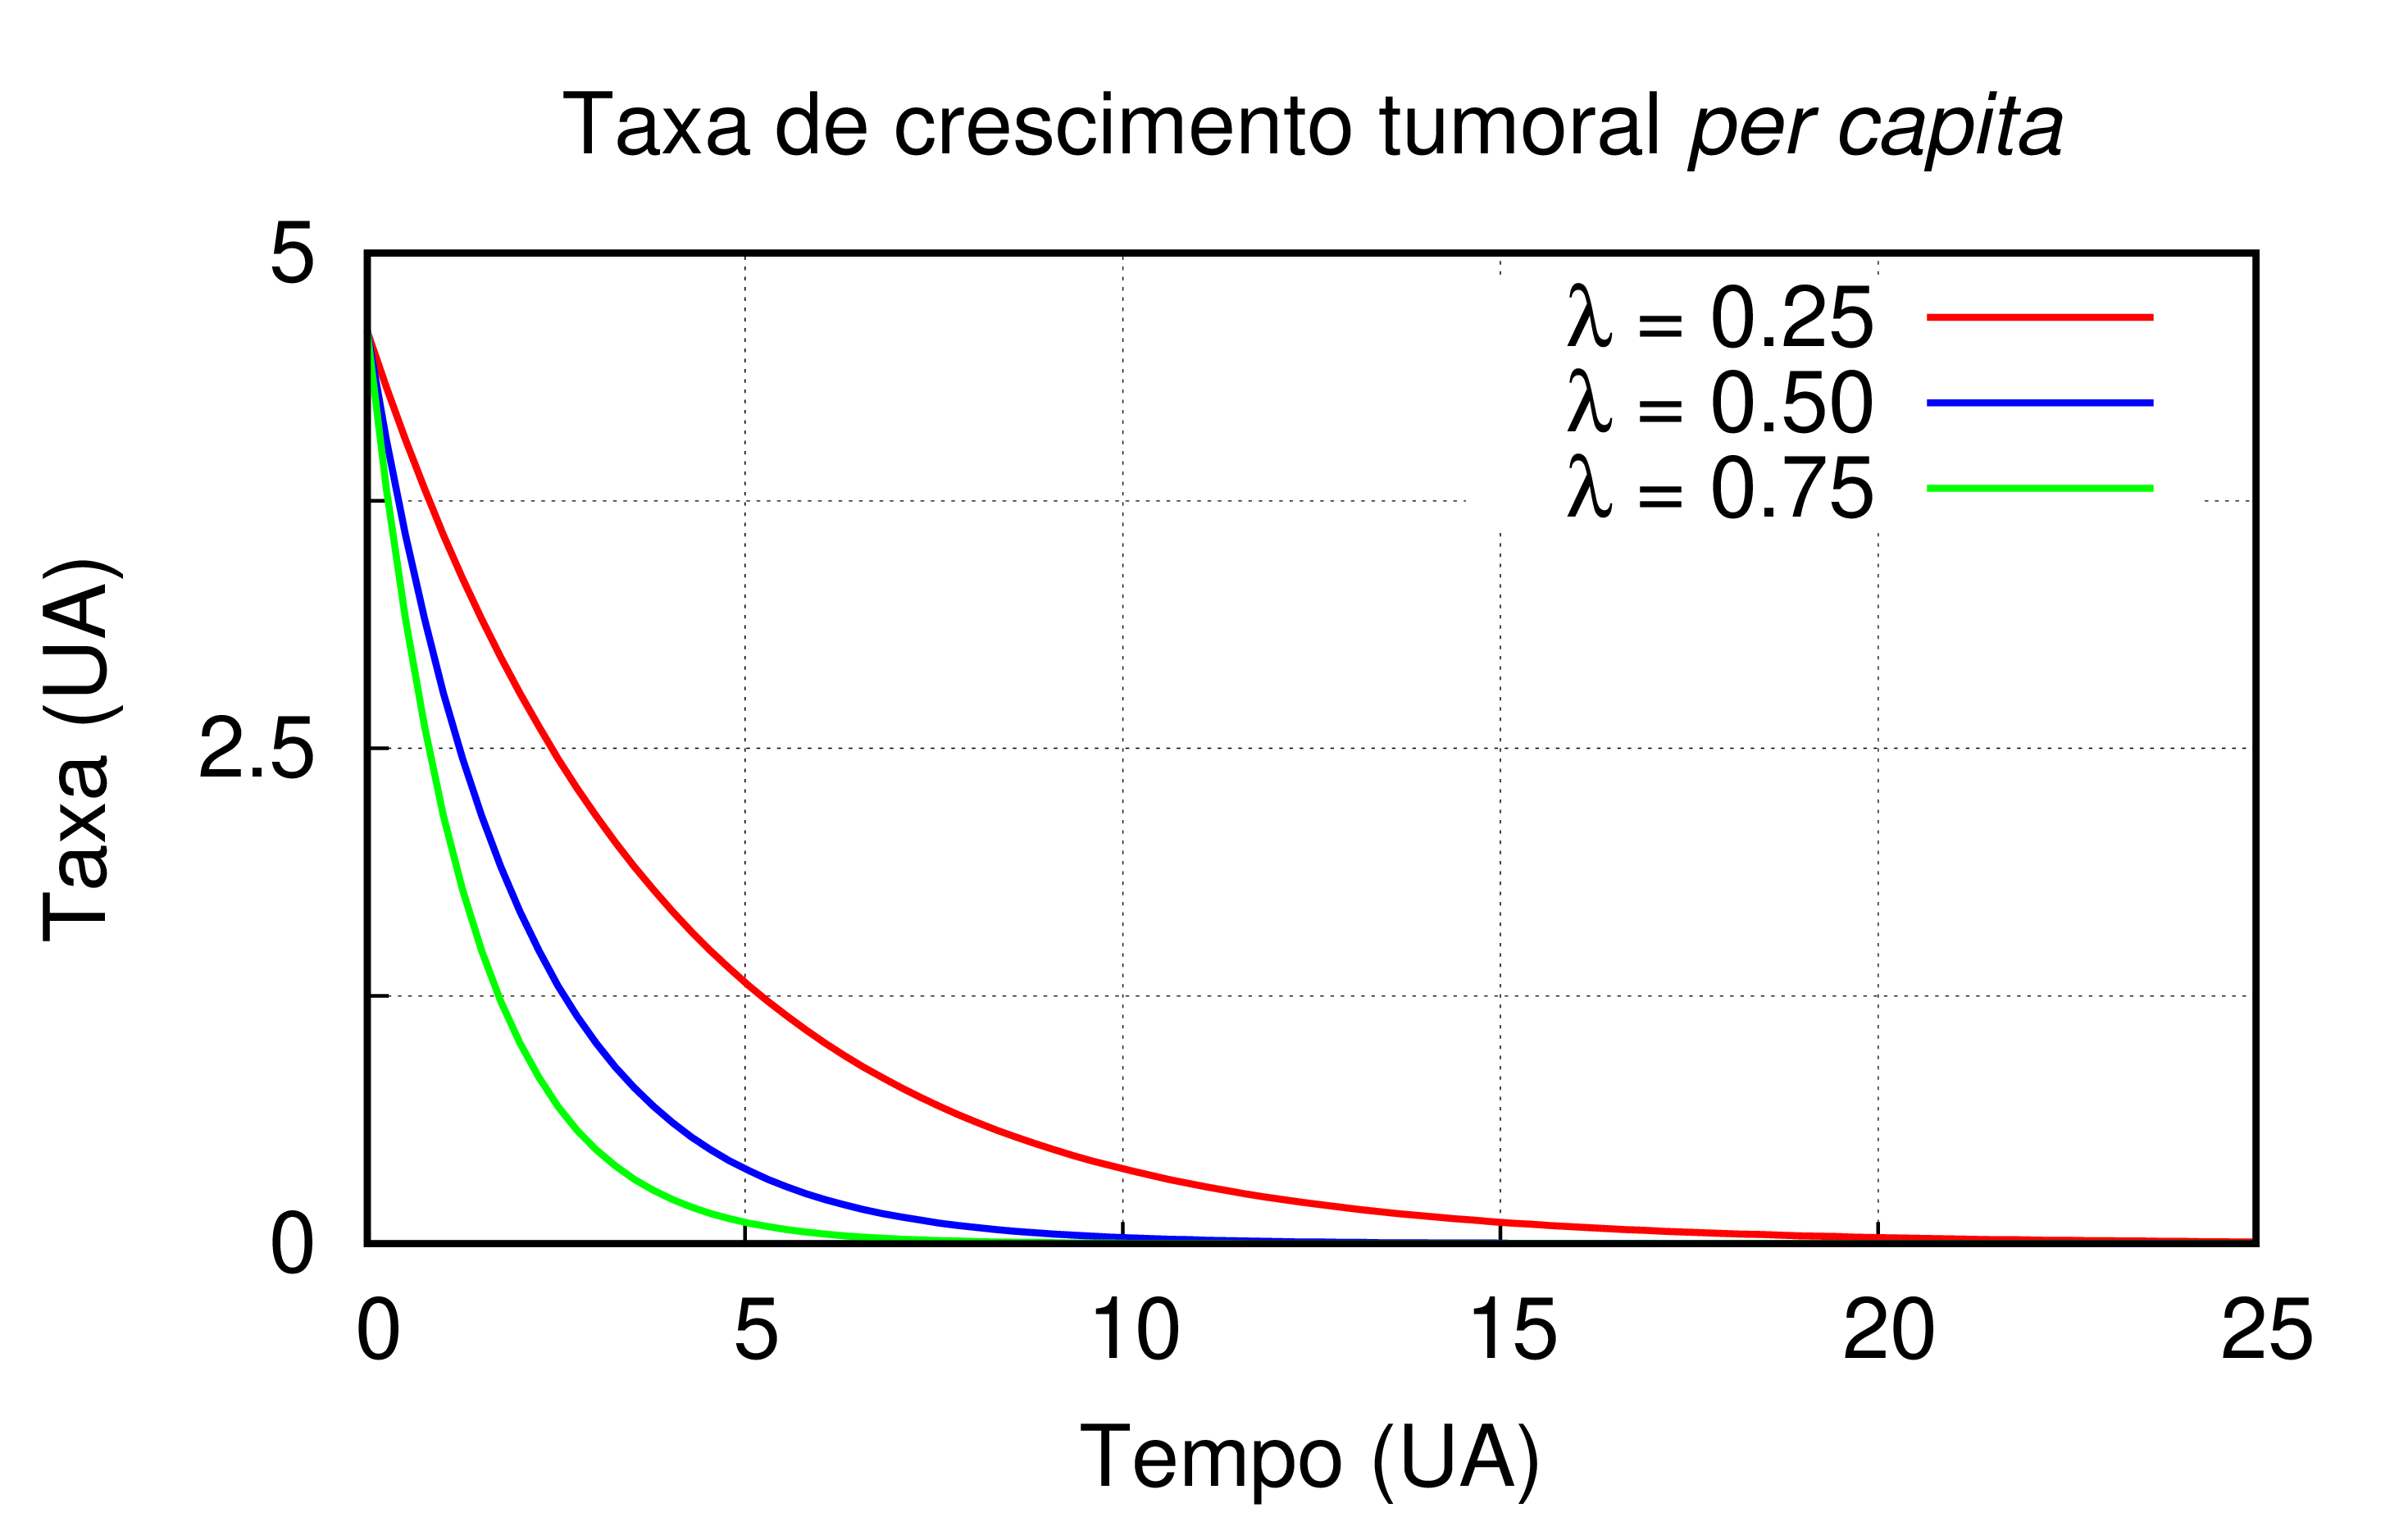 Taxa de crescimento tumoral per capita
5
λ = 0.25
λ = 0.50
λ = 0.75
Taxa (UA)
2.5
0
0 5 10 15 20 25
Tempo (UA)